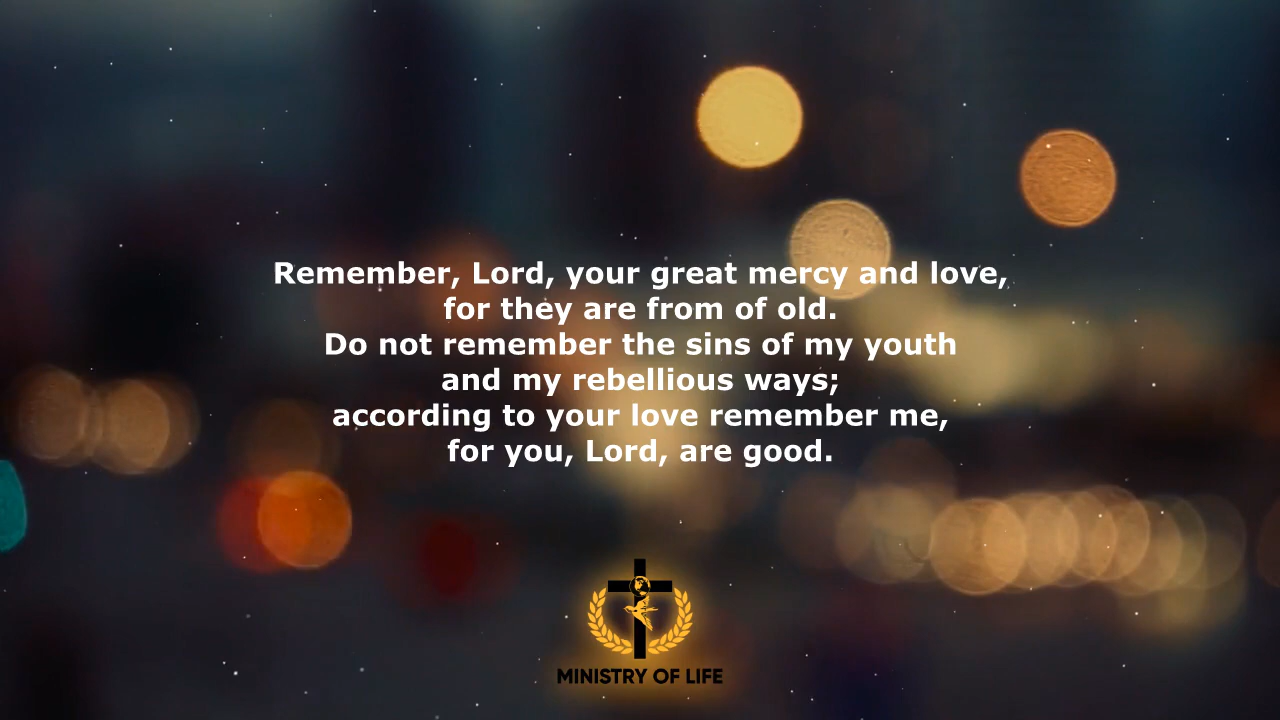 Remember, Lord, your great mercy and love,
for they are from of old.
Do not remember the sins of my youth
and my rebellious ways;
according to your love remember me,
for you, Lord, are good.
MINISTRY OF LIFE